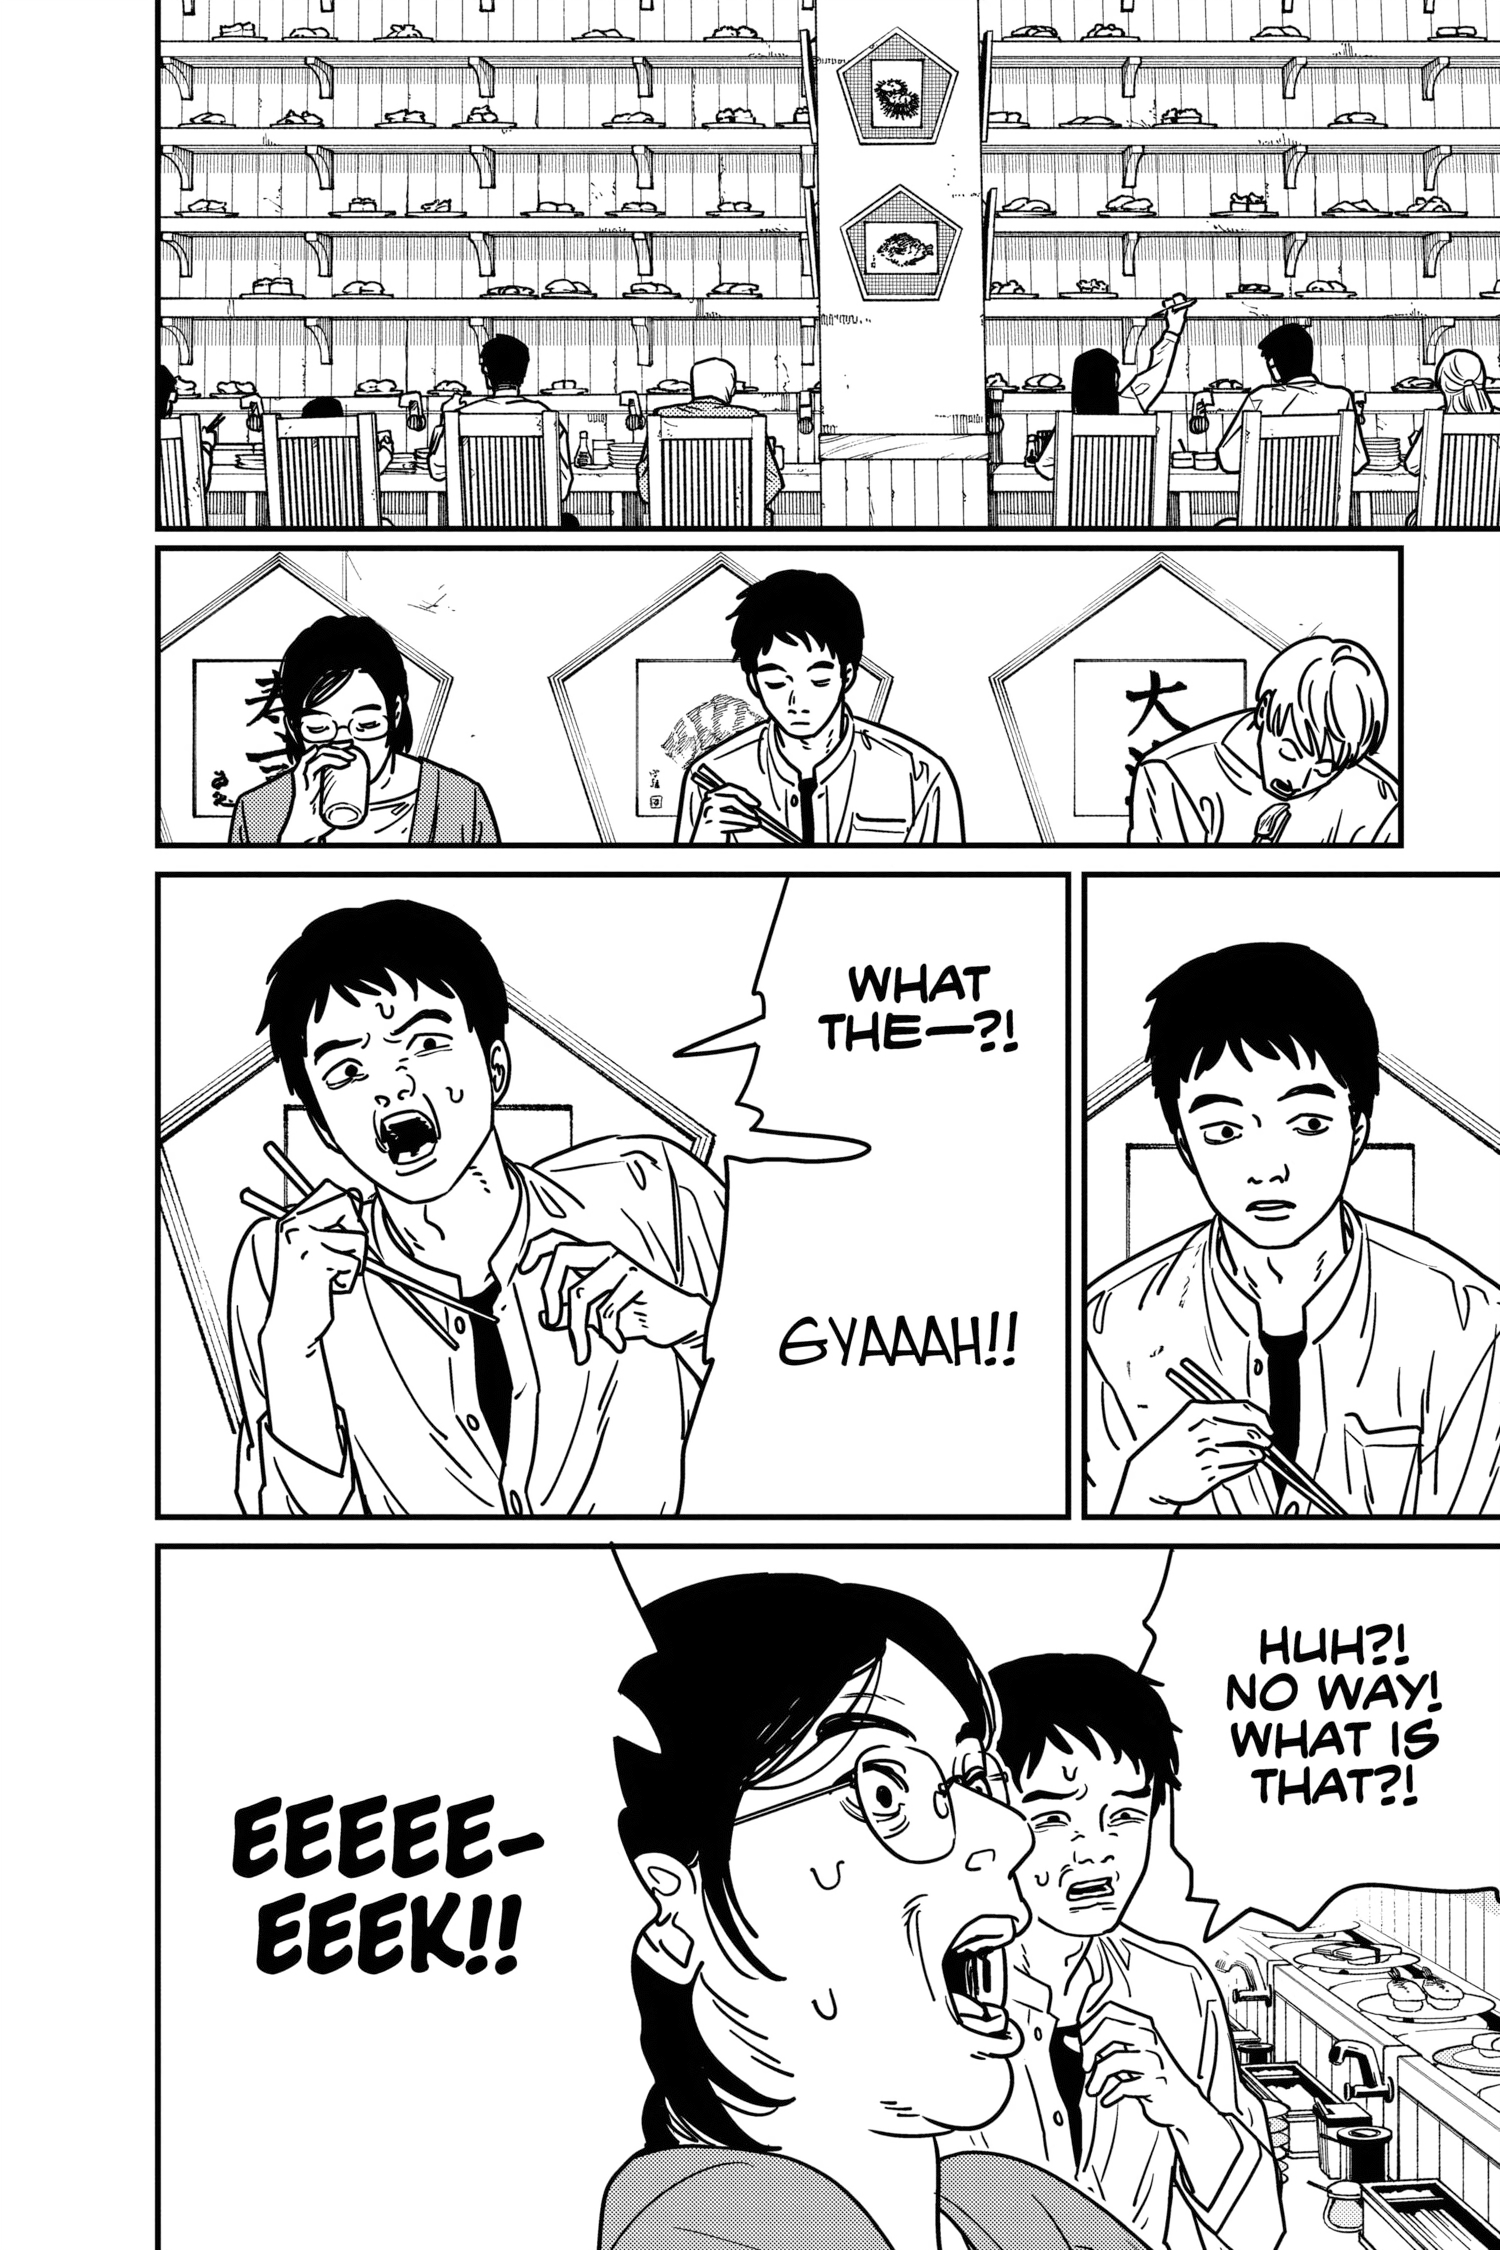 大
WHAT
THE—?!
GYAAAH!!
HUH?!
NO WAY!
WHAT IS
THAT?!
EEEEE-
EEEK!!